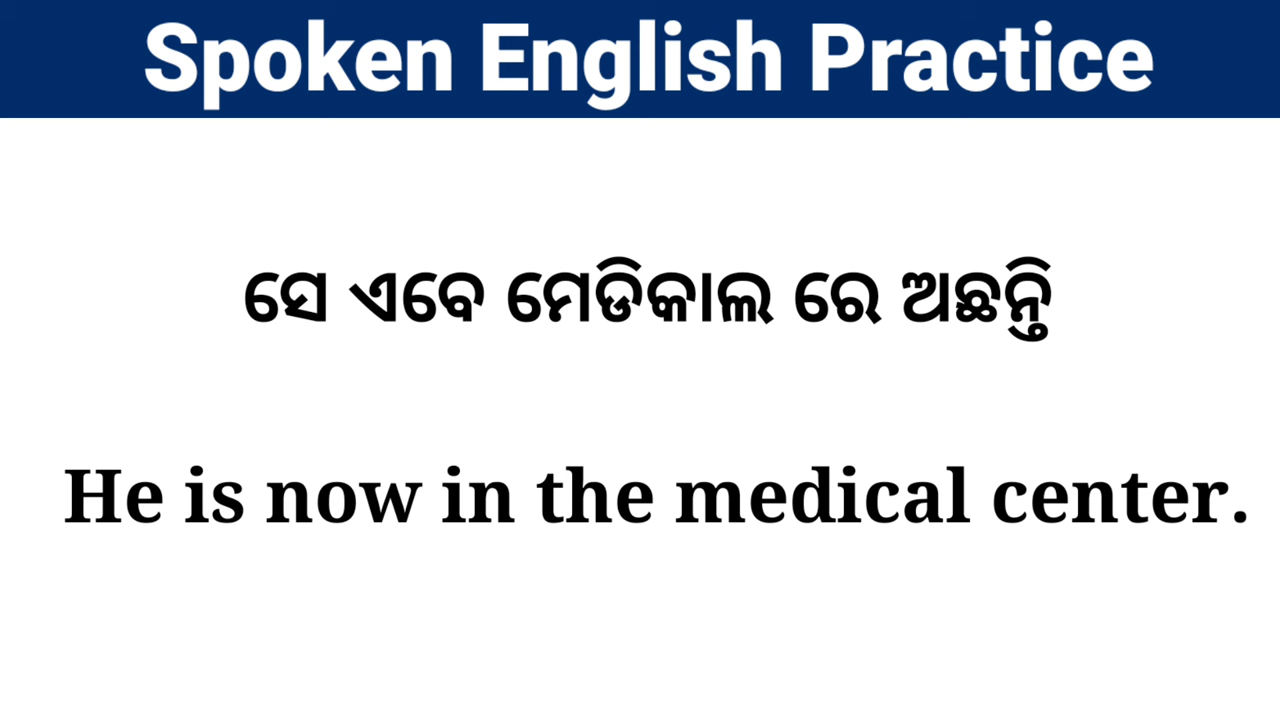 Spoken English Practice
ସେ ଏବେ ମେଡିକାଲ ରେ ଅଛନ୍ତି
He is now in the medical center.